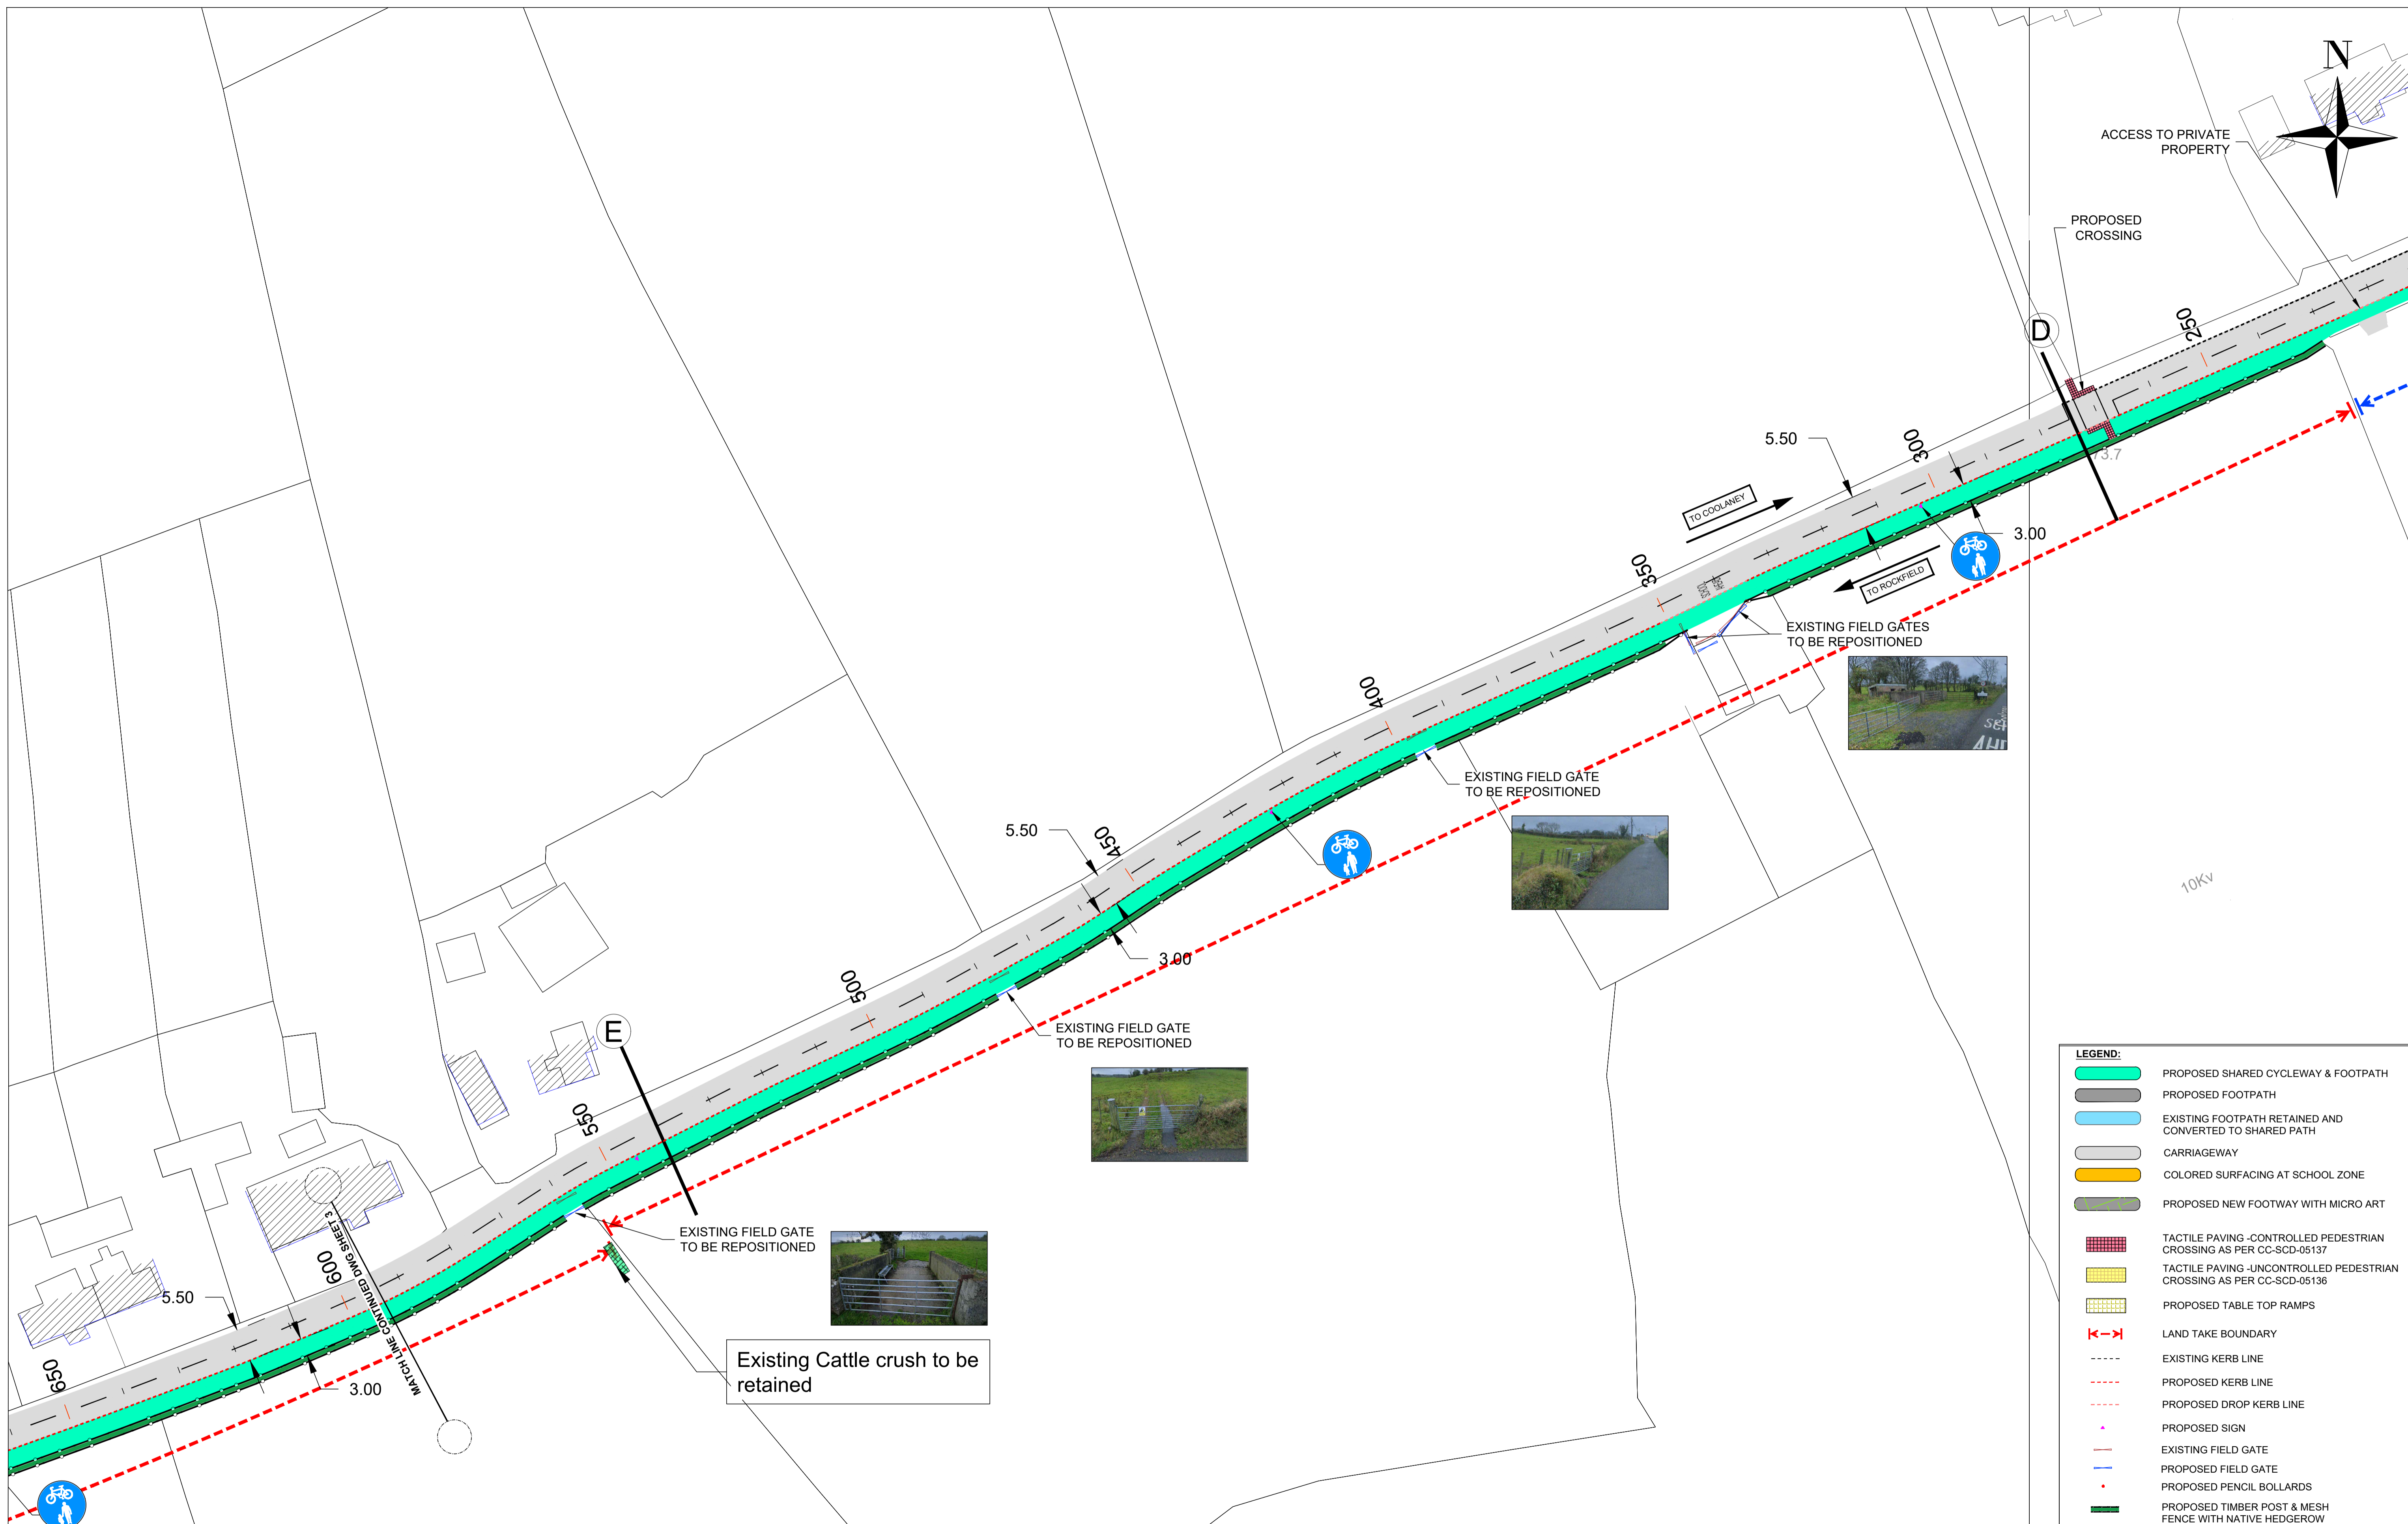 N
ACCESS TO PRIVATE
PROPERTY
PROPOSED
CROSSING
D
250
73.7
5.50
300
TO COOLANEY
3.00
350
TO ROCKFIELD
EXISTING FIELD GATES
TO BE REPOSITIONED
400
EXISTING FIELD GATE
TO BE REPOSITIONED
5.50
450
10Kv
3.00
500
EXISTING FIELD GATE
TO BE REPOSITIONED
E
550
EXISTING FIELD GATE
TO BE REPOSITIONED
MATCH LINE CONTINUED DWG SHEET 3
600
5.50
Existing Cattle crush to be
retained
650
3.00
LEGEND:
PROPOSED SHARED CYCLEWAY & FOOTPATH
PROPOSED FOOTPATH
EXISTING FOOTPATH RETAINED AND
CONVERTED TO SHARED PATH
CARRIAGEWAY
COLORED SURFACING AT SCHOOL ZONE
PROPOSED NEW FOOTWAY WITH MICRO ART
TACTILE PAVING -CONTROLLED PEDESTRIAN
CROSSING AS PER CC-SCD-05137
TACTILE PAVING -UNCONTROLLED PEDESTRIAN
CROSSING AS PER CC-SCD-05136
PROPOSED TABLE TOP RAMPS
LAND TAKE BOUNDARY
EXISTING KERB LINE
PROPOSED KERB LINE
PROPOSED DROP KERB LINE
PROPOSED SIGN
EXISTING FIELD GATE
PROPOSED FIELD GATE
PROPOSED PENCIL BOLLARDS
PROPOSED TIMBER POST & MESH
FENCE WITH NATIVE HEDGEROW